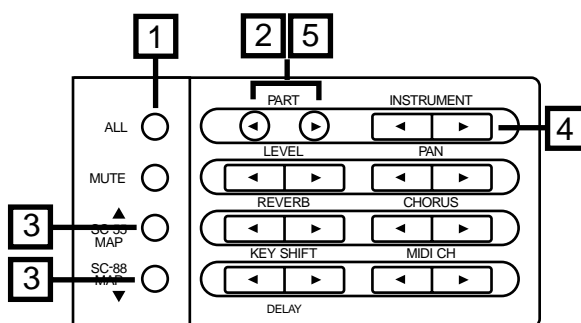 1
2 5
PART INSTRUMENT
ALL
4
LEVEL PAN
MUTE
REVERB CHORUS
3
SC-55
MAP
KEY SHIFT MIDI CH
3
SC-88
MAP
DELAY